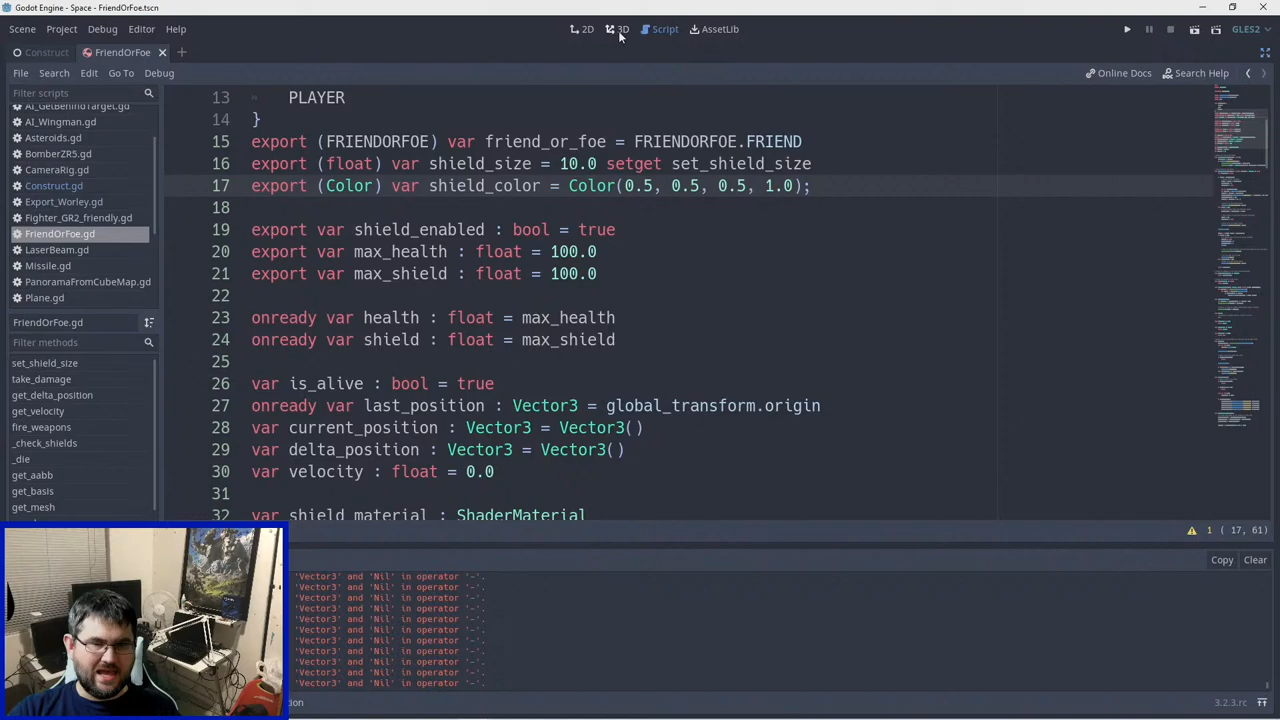 Godot Engine - Space - FriendOrFoe.tscn
Scene Project Debug Editor Help
2D 3D Script AssetLib
GLES2
Construct FriendOrFoe
File Search Edit Go To Debug
Online Docs Search Help
Filter scripts
AI_GetBehindTarget.gd
AI_Wingman.gd
Asteroids.gd
BomberZR5.gd
CameraRig.gd
Construct.gd
Export_Worley.gd
Fighter_GR2_friendly.gd
FriendOrFoe.gd
LaserBeam.gd
Missile.gd
PanoramaFromCubeMap.gd
Plane.gd
FriendOrFoe.gd
Filter methods
set_shield_size
take_damage
get_delta_position
get_velocity
fire_weapons
_check_shields
_die
get_aabb
get_basis
get_mesh
13 PLAYER
14 }
15 export (FRIENDORFOE) var friend_or_foe = FRIENDORFOE.FRIEND
16 export (float) var shield_size = 10.0 setget set_shield_size
17 export (Color) var shield_color = Color(0.5, 0.5, 0.5, 1.0);
18
19 export var shield_enabled : bool = true
20 export var max_health : float = 100.0
21 export var max_shield : float = 100.0
22
23 onready var health : float = max_health
24 onready var shield : float = max_shield
25
26 var is_alive : bool = true
27 onready var last_position : Vector3 = global_transform.origin
28 var current_position : Vector3 = Vector3()
29 var delta_position : Vector3 = Vector3()
30 var velocity : float = 0.0
31
32 var shield_material : ShaderMaterial
1 ( 17, 61)
Copy Clear
'Vector3' and 'Nil' in operator '-'.
'Vector3' and 'Nil' in operator '-'.
'Vector3' and 'Nil' in operator '-'.
'Vector3' and 'Nil' in operator '-'.
'Vector3' and 'Nil' in operator '-'.
'Vector3' and 'Nil' in operator '-'.
'Vector3' and 'Nil' in operator '-'.
'Vector3' and 'Nil' in operator '-'.
'Vector3' and 'Nil' in operator '-'.
'Vector3' and 'Nil' in operator '-'.
'Vector3' and 'Nil' in operator '-'.
tion
3.2.3.rc